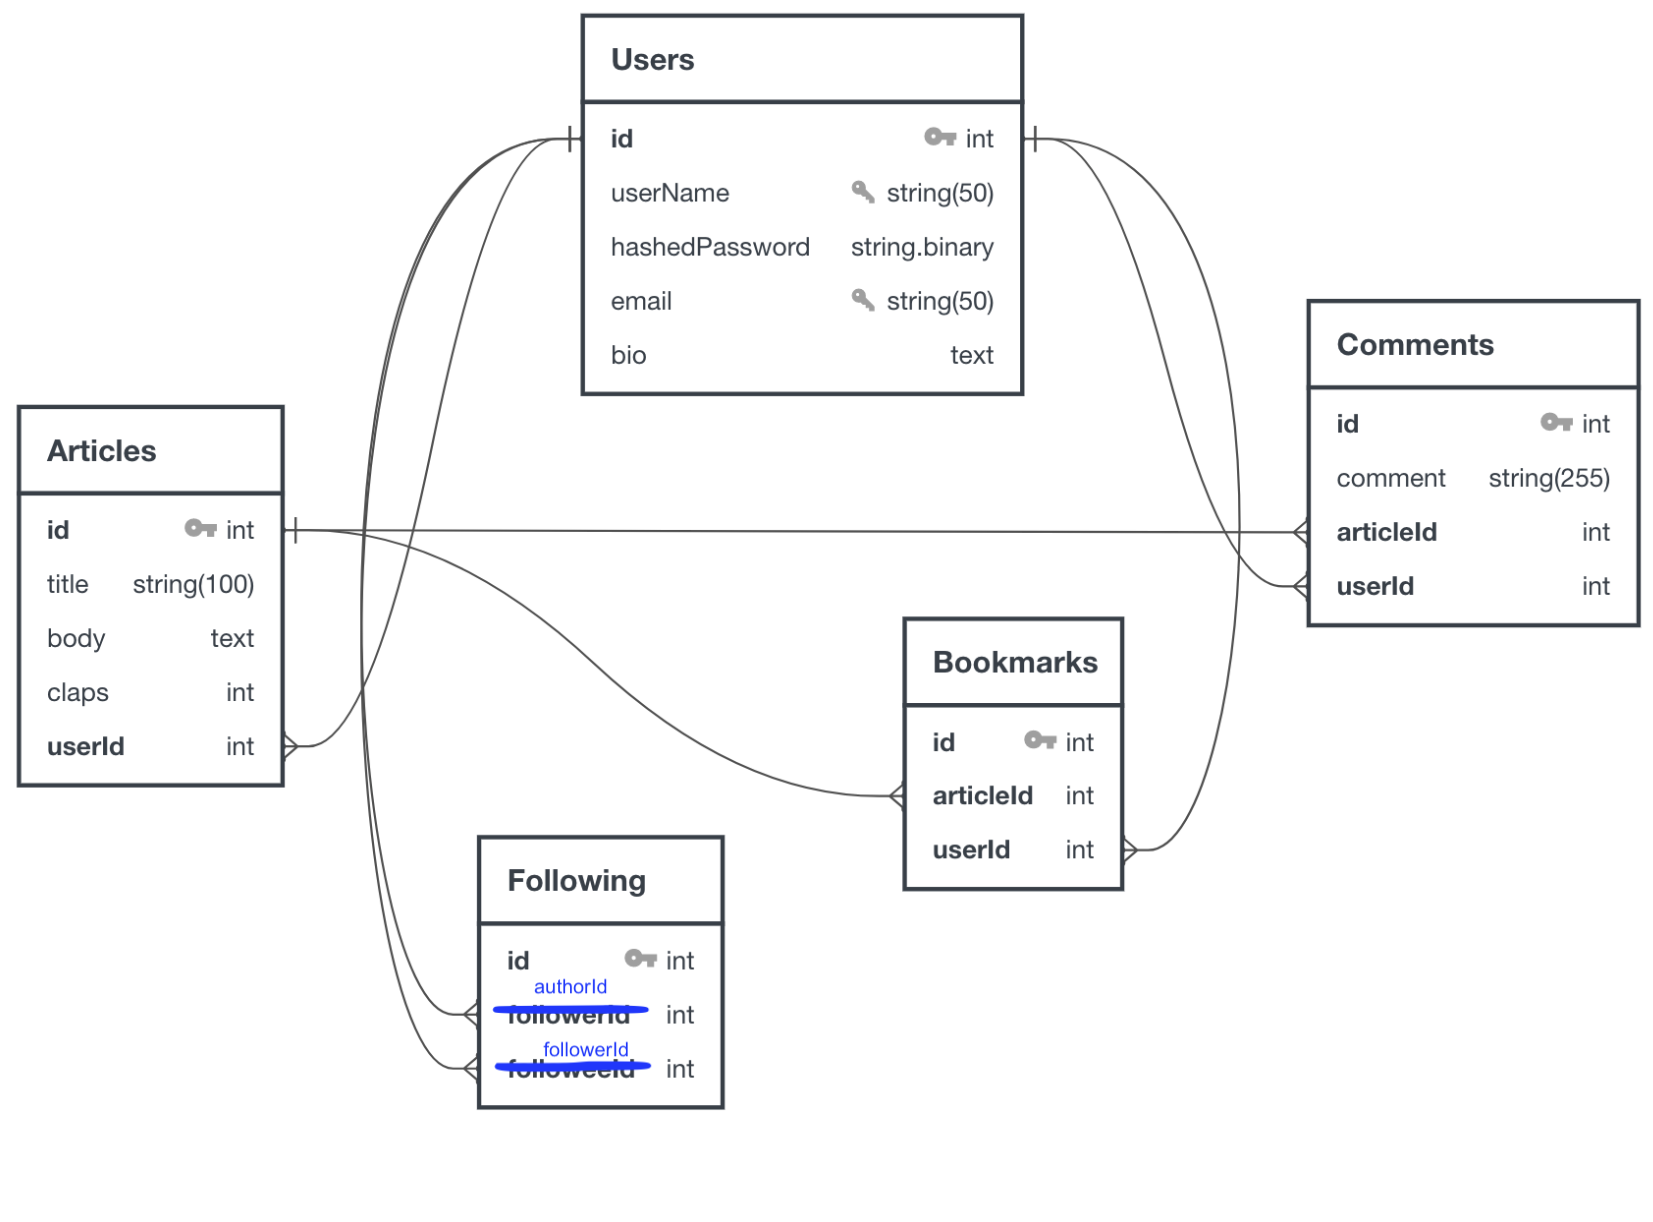 Users
id int
userName string(50)
hashedPassword string.binary
email string(50)
bio text
Comments
id int
comment string(255)
articleId int
userId int
Articles
id int
title string(100)
body text
claps int
userId int
Bookmarks
id int
articleId int
userId int
Following
id int
authorId
followerId int
followerId
followeeId int